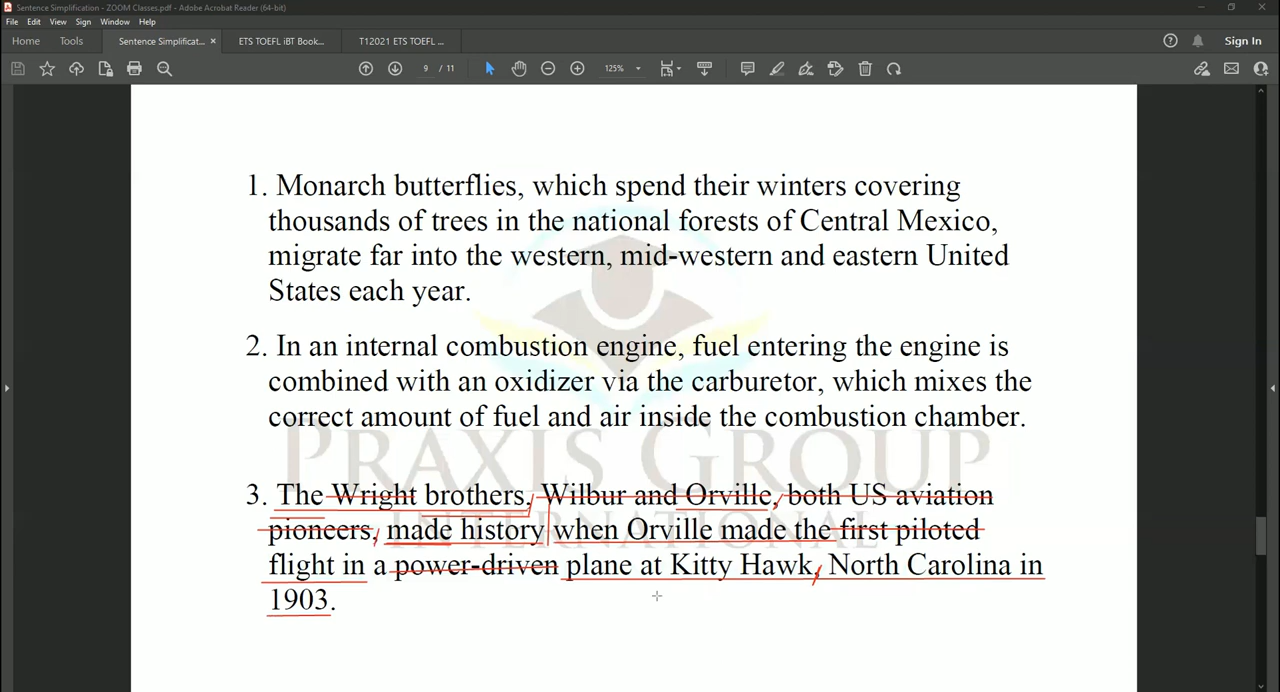 Sentence Simplification - ZOOM Classes.pdf - Adobe Acrobat Reader (64-bit)
File Edit View Sign Window Help
Home Tools Sentence Simplificat... × ETS TOEFL iBT Book... T12021 ETS TOEFL ... Sign In
9 / 11 125%
1. Monarch butterflies, which spend their winters covering
thousands of trees in the national forests of Central Mexico,
migrate far into the western, mid-western and eastern United
States each year.
2. In an internal combustion engine, fuel entering the engine is
combined with an oxidizer via the carburetor, which mixes the
correct amount of fuel and air inside the combustion chamber.
PRAXIS GROUP
INTERNATIONAL
3. The Wright brothers, Wilbur and Orville, both US aviation
pioneers, made history when Orville made the first piloted
flight in a power-driven plane at Kitty Hawk, North Carolina in
1903.